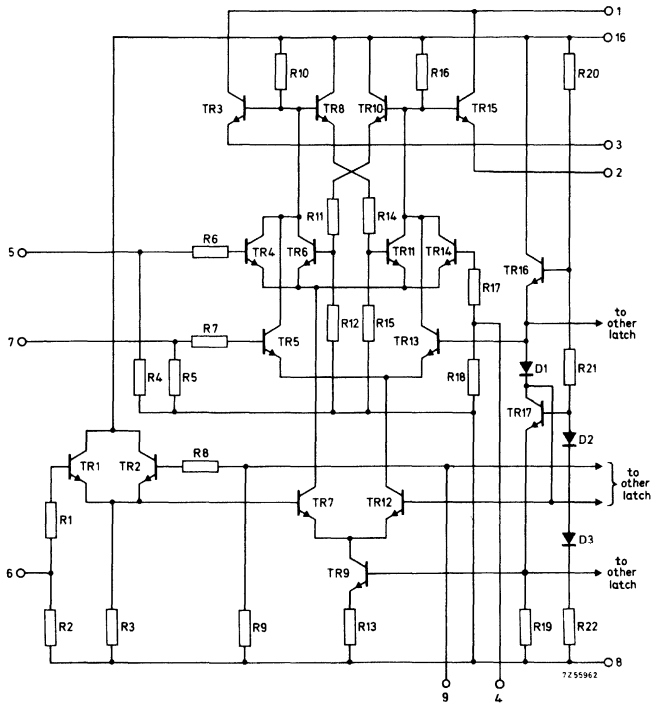 1
16
R10
R16
R20
TR3
TR8
TR10
TR15
3
2
R11
R14
5
R6
TR4
TR6
TR11
TR14
R17
TR16
to
other
latch
R12
R15
7
R7
TR5
TR13
R4
R5
R18
D1
R21
TR17
D2
TR1
TR2
R8
to
other
latch
TR7
TR12
R1
D3
6
TR9
to
other
latch
R2
R3
R9
R13
R19
R22
8
7Z55962
9
4